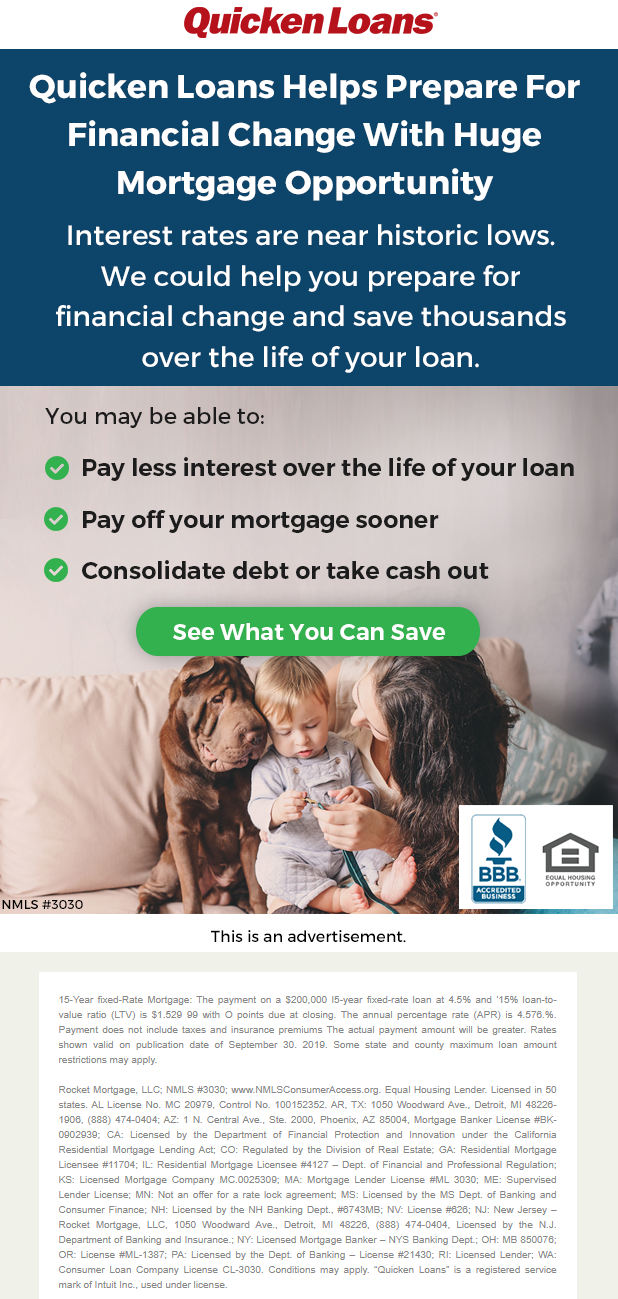 Quicken Loans®
Quicken Loans Helps Prepare For
Financial Change With Huge
Mortgage Opportunity
Interest rates are near historic lows.
We could help you prepare for
financial change and save thousands
over the life of your loan.
You may be able to:
Pay less interest over the life of your loan
Pay off your mortgage sooner
Consolidate debt or take cash out
See What You Can Save
BBB
ACCREDITED
BUSINESS
EQUAL HOUSING
OPPORTUNITY
NMLS #3030
This is an advertisement.
15-Year fixed-Rate Mortgage: The payment on a $200,000 I5-year fixed-rate loan at 4.5% and '15% loan-to-
value ratio (LTV) is $1.529 99 with O points due at closing. The annual percentage rate (APR) is 4.576.%.
Payment does not include taxes and insurance premiums The actual payment amount will be greater. Rates
shown valid on publication date of September 30. 2019. Some state and county maximum loan amount
restrictions may apply.
Rocket Mortgage, LLC; NMLS #3030; www.NMLSConsumerAccess.org. Equal Housing Lender. Licensed in 50
states. AL License No. MC 20979, Control No. 100152352. AR, TX: 1050 Woodward Ave., Detroit, MI 48226-
1906, (888) 474-0404; AZ: 1 N. Central Ave., Ste. 2000, Phoenix, AZ 85004, Mortgage Banker License #BK-
0902939; CA: Licensed by the Department of Financial Protection and Innovation under the California
Residential Mortgage Lending Act; CO: Regulated by the Division of Real Estate; GA: Residential Mortgage
Licensee #11704; IL: Residential Mortgage Licensee #4127 – Dept. of Financial and Professional Regulation;
KS: Licensed Mortgage Company MC.0025309; MA: Mortgage Lender License #ML 3030; ME: Supervised
Lender License; MN: Not an offer for a rate lock agreement; MS: Licensed by the MS Dept. of Banking and
Consumer Finance; NH: Licensed by the NH Banking Dept., #6743MB; NV: License #626; NJ: New Jersey –
Rocket Mortgage, LLC, 1050 Woodward Ave., Detroit, MI 48226, (888) 474-0404, Licensed by the N.J.
Department of Banking and Insurance.; NY: Licensed Mortgage Banker – NYS Banking Dept.; OH: MB 850076;
OR: License #ML-1387; PA: Licensed by the Dept. of Banking – License #21430; RI: Licensed Lender; WA:
Consumer Loan Company License CL-3030. Conditions may apply. “Quicken Loans” is a registered service
mark of Intuit Inc., used under license.